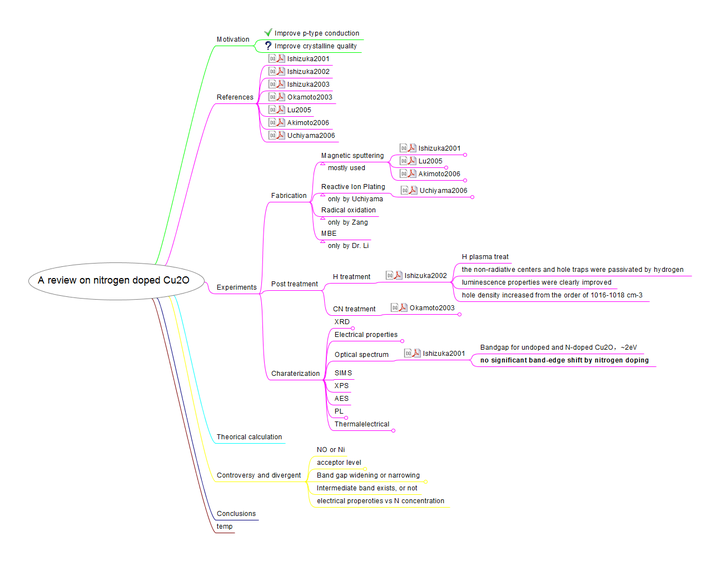 Motivation
Improve p-type conduction
Improve crystalline quality
References
Ishizuka2001
Ishizuka2002
Ishizuka2003
Okamoto2003
Lu2005
Akimoto2006
Uchiyama2006
A review on nitrogen doped Cu2O
Experiments
Fabrication
Magnetic sputtering
mostly used
Ishizuka2001
Lu2005
Akimoto2006
Reactive Ion Plating
only by Uchiyama
Uchiyama2006
Radical oxidation
only by Zang
MBE
only by Dr. Li
Post treatment
H treatment
Ishizuka2002
H plasma treat
the non-radiative centers and hole traps were passivated by hydrogen
luminescence properties were clearly improved
hole density increased from the order of 1016-1018 cm-3
CN treatment
Okamoto2003
Charaterization
XRD
Electrical properties
Optical spectrum
Ishizuka2001
Bandgap for undoped and N-doped Cu2O。~2eV
no significant band-edge shift by nitrogen doping
SIMS
XPS
AES
PL
Thermalelectrical
Theorical calculation
Controversy and divergent
NO or Ni
acceptor level
Band gap widening or narrowing
Intermediate band exists, or not
electrical properoties vs N concentration
Conclusions
temp